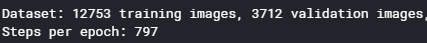 Dataset: 12753 training images, 3712 validation images,
Steps per epoch: 797